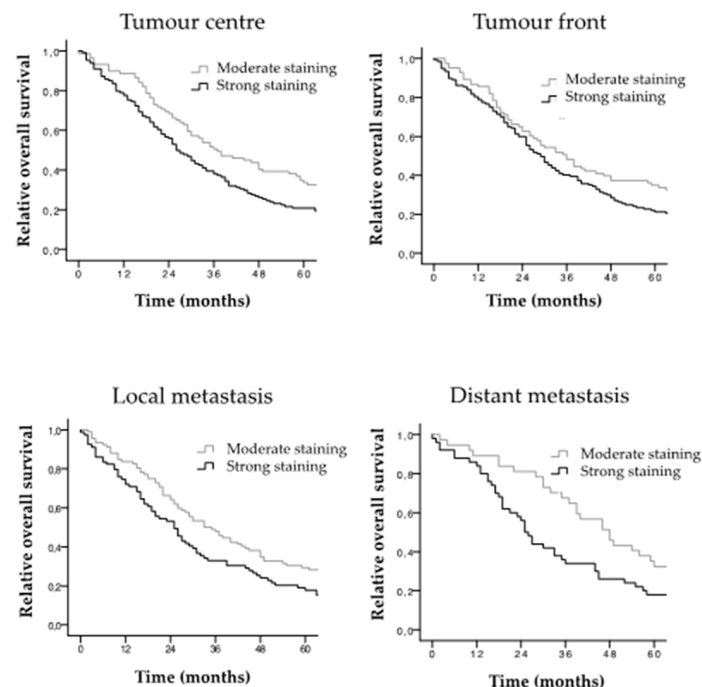 Tumour centre
Relative overall survival
1,0
0,8
0,6
0,4
0,2
0,0
Moderate staining
Strong staining
0 12 24 36 48 60
Time (months)
Tumour front
Relative overall survival
1,0
0,8
0,6
0,4
0,2
0,0
Moderate staining
Strong staining
0 12 24 36 48 60
Time (months)
Local metastasis
Relative overall survival
1,0
0,8
0,6
0,4
0,2
0,0
Moderate staining
Strong staining
0 12 24 36 48 60
Time (months)
Distant metastasis
Relative overall survival
1,0
0,8
0,6
0,4
0,2
0,0
Moderate staining
Strong staining
0 12 24 36 48 60
Time (months)